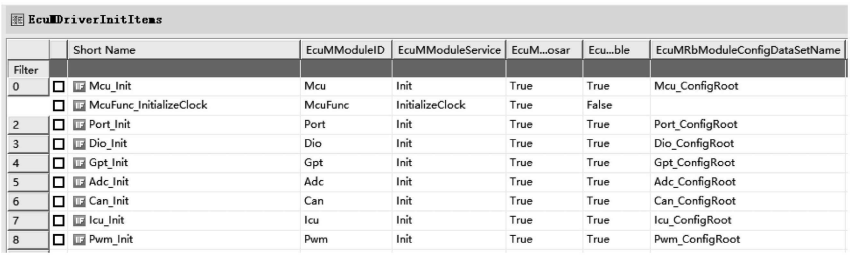 EcuMDriverInitItems
Short Name EcuMModuleID EcuMModuleService EcuM...osar Ecu...ble EcuMRbModuleConfigDataSetName
Filter
0 Mcu_Init Mcu Init True True Mcu_ConfigRoot
McuFunc_InitializeClock McuFunc InitializeClock True False
2 Port_Init Port Init True True Port_ConfigRoot
3 Dio_Init Dio Init True True Dio_ConfigRoot
4 Gpt_Init Gpt Init True True Gpt_ConfigRoot
5 Adc_Init Adc Init True True Adc_ConfigRoot
6 Can_Init Can Init True True Can_ConfigRoot
7 Icu_Init Icu Init True True Icu_ConfigRoot
8 Pwm_Init Pwm Init True True Pwm_ConfigRoot